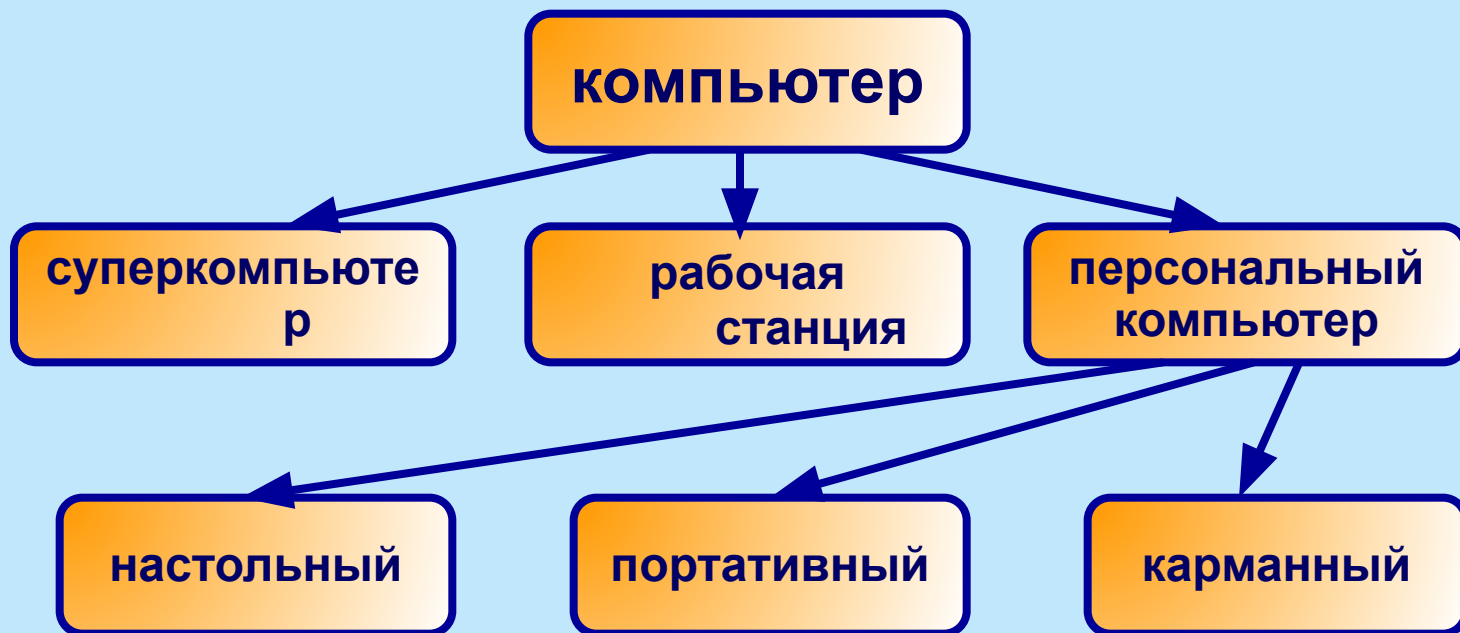 компьютер
суперкомпьюте
р
рабочая
станция
персональный
компьютер
настольный
портативный
карманный